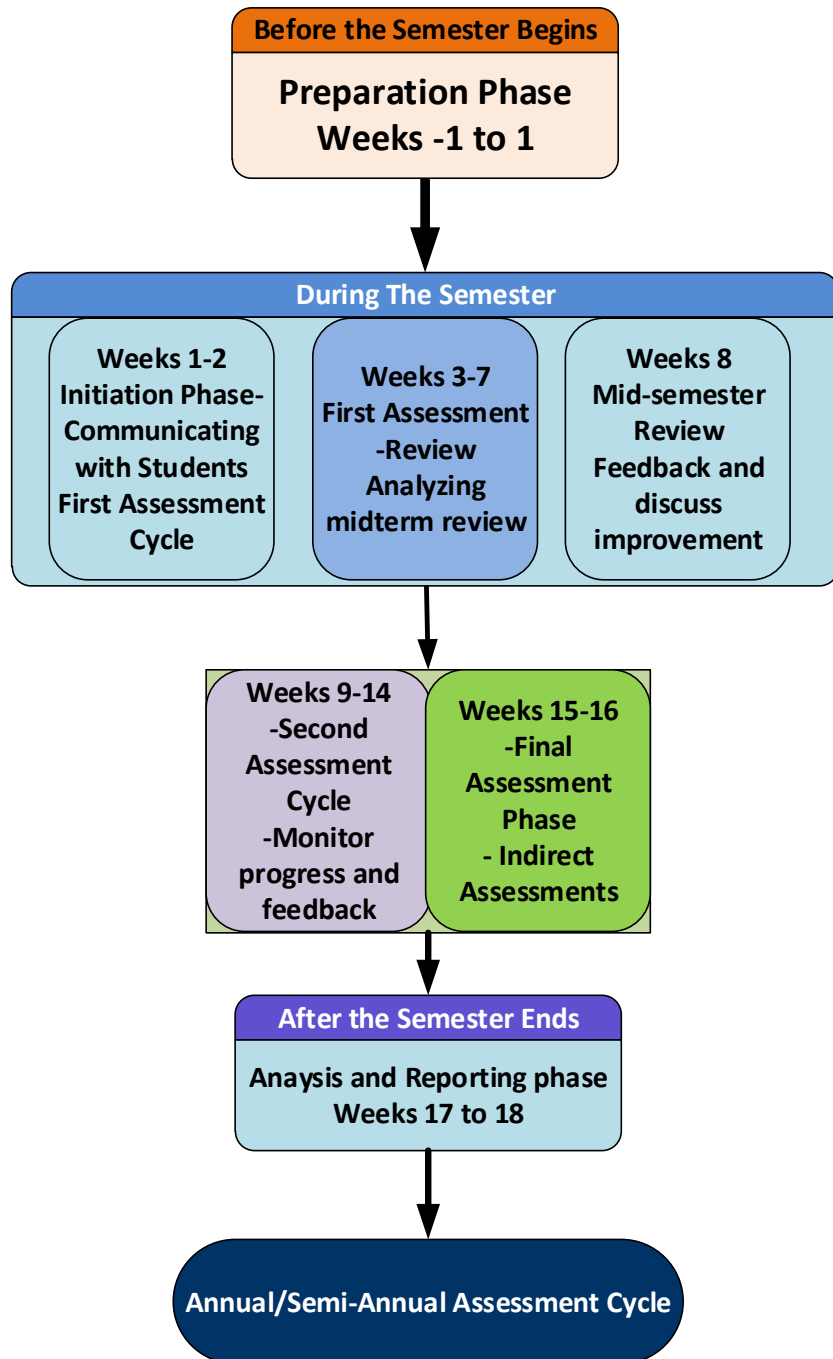 Before the Semester Begins
Preparation Phase
Weeks -1 to 1
During The Semester
Weeks 1-2
Initiation Phase-
Communicating
with Students
First Assessment
Cycle
Weeks 3-7
First Assessment
-Review
Analyzing
midterm review
Weeks 8
Mid-semester
Review
Feedback and
discuss
improvement
Weeks 9-14
-Second
Assessment
Cycle
-Monitor
progress and
feedback
Weeks 15-16
-Final
Assessment
Phase
- Indirect
Assessments
After the Semester Ends
Anaysis and Reporting phase
Weeks 17 to 18
Annual/Semi-Annual Assessment Cycle